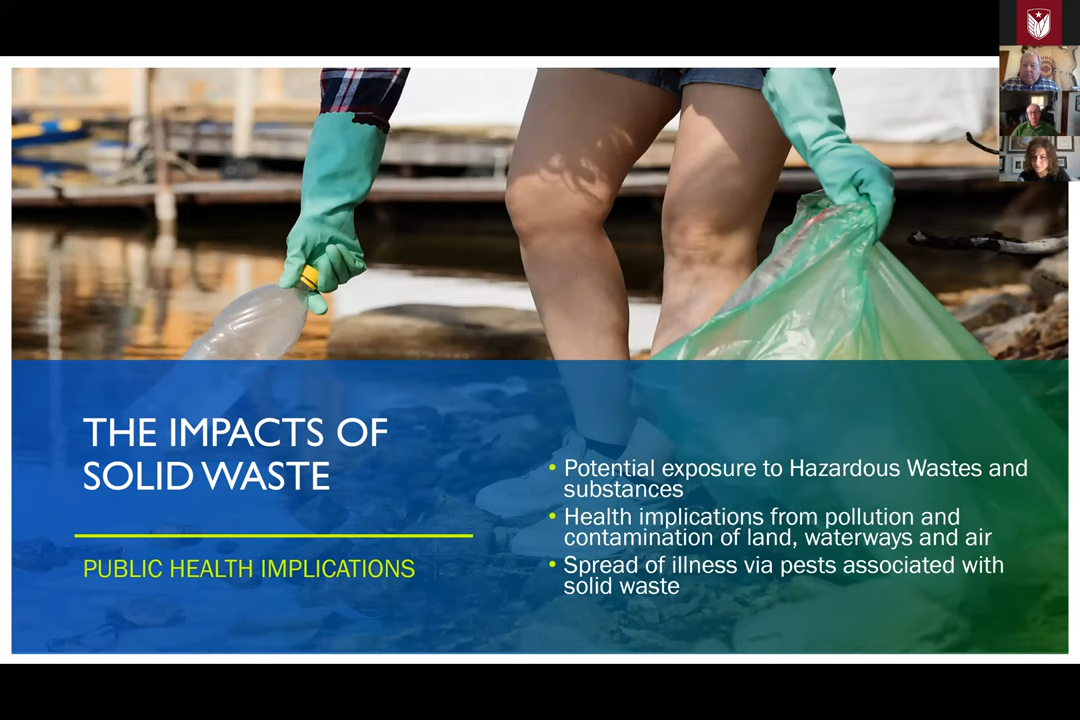 THE IMPACTS OF
SOLID WASTE
PUBLIC HEALTH IMPLICATIONS
• Potential exposure to Hazardous Wastes and
substances
• Health implications from pollution and
contamination of land, waterways and air
• Spread of illness via pests associated with
solid waste